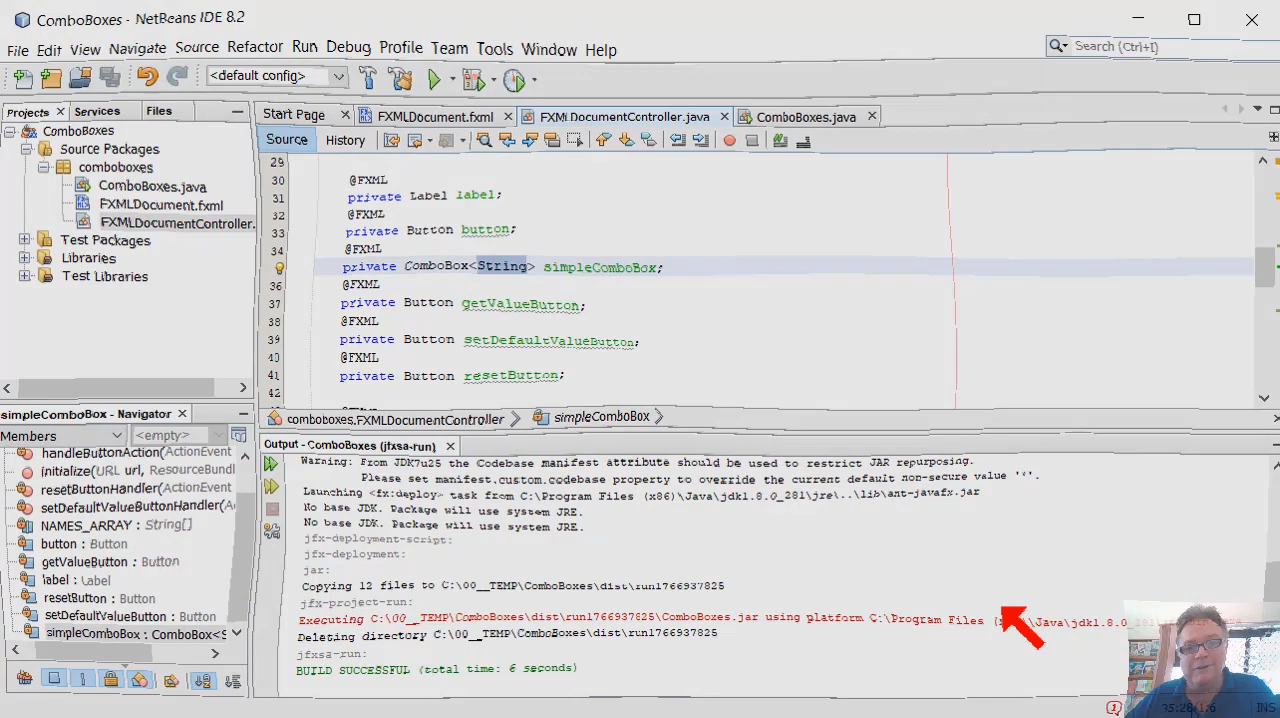 ComboBoxes - NetBeans IDE 8.2
File Edit View Navigate Source Refactor Run Debug Profile Team Tools Window Help
Search (Ctrl+I)
<default config>
Projects Services Files
ComboBoxes
Source Packages
comboboxes
ComboBoxes.java
FXMLDocument.fxml
FXMLDocumentController.
Test Packages
Libraries
Test Libraries
Start Page FXMLDocument.fxml FXMLDocumentController.java ComboBoxes.java
Source History
29
30 @FXML
31 private Label label;
32 @FXML
33 private Button button;
34 @FXML
private ComboBox<String> simpleComboBox;
36 @FXML
37 private Button getValueButton;
38 @FXML
39 private Button setDefaultValueButton;
40 @FXML
41 private Button resetButton;
42
comboboxes.FXMLDocumentController simpleComboBox
simpleComboBox - Navigator
Members <empty>
handleButtonAction(ActionEvent
initialize(URL url, ResourceBundl
resetButtonHandler(ActionEvent
setDefaultValueButtonHandler(A
NAMES_ARRAY : String[]
button : Button
getValueButton : Button
label : Label
resetButton : Button
setDefaultValueButton : Button
simpleComboBox : ComboBox<S
Output - ComboBoxes (jfxsa-run)
Warning: From JDK7u25 the Codebase manifest attribute should be used to restrict JAR repurposing.
Please set manifest.custom.codebase property to override the current default non-secure value '*'.
Launching <fx:deploy> task from C:\Program Files (x86)\Java\jdk1.8.0_281\jre\..\lib\ant-javafx.jar
No base JDK. Package will use system JRE.
No base JDK. Package will use system JRE.
jfx-deployment-script:
jfx-deployment:
jar:
Copying 12 files to C:\00__TEMP\ComboBoxes\dist\run1766937825
jfx-project-run:
Executing C:\00__TEMP\ComboBoxes\dist\run1766937825\ComboBoxes.jar using platform C:\Program Files (x86)\Java\jdk1.8.0_281\
Deleting directory C:\00__TEMP\ComboBoxes\dist\run1766937825
jfxsa-run:
BUILD SUCCESSFUL (total time: 6 seconds)
35:28/1:6 INS